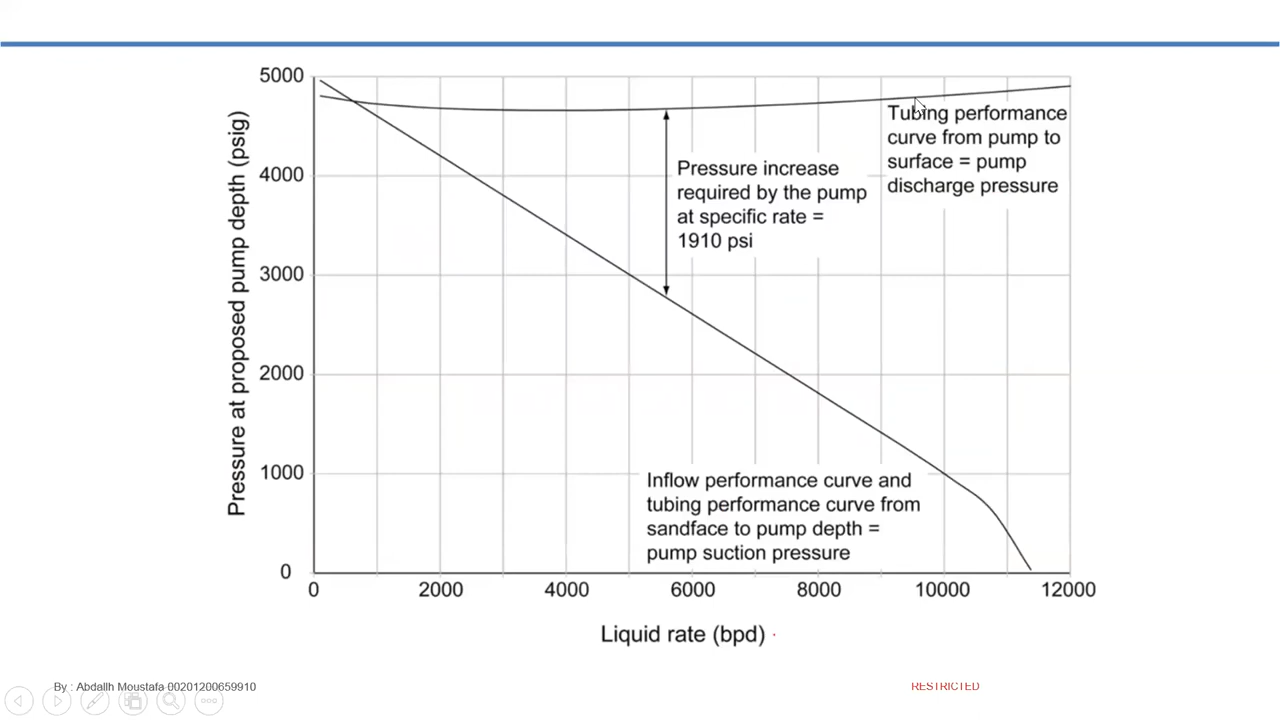 5000
4000
3000
2000
1000
0
Pressure at proposed pump depth (psig)
Tubing performance
curve from pump to
surface = pump
discharge pressure
Pressure increase
required by the pump
at specific rate =
1910 psi
Inflow performance curve and
tubing performance curve from
sandface to pump depth =
pump suction pressure
0 2000 4000 6000 8000 10000 12000
Liquid rate (bpd)
By : Abdallh Moustafa 00201200659910
RESTRICTED